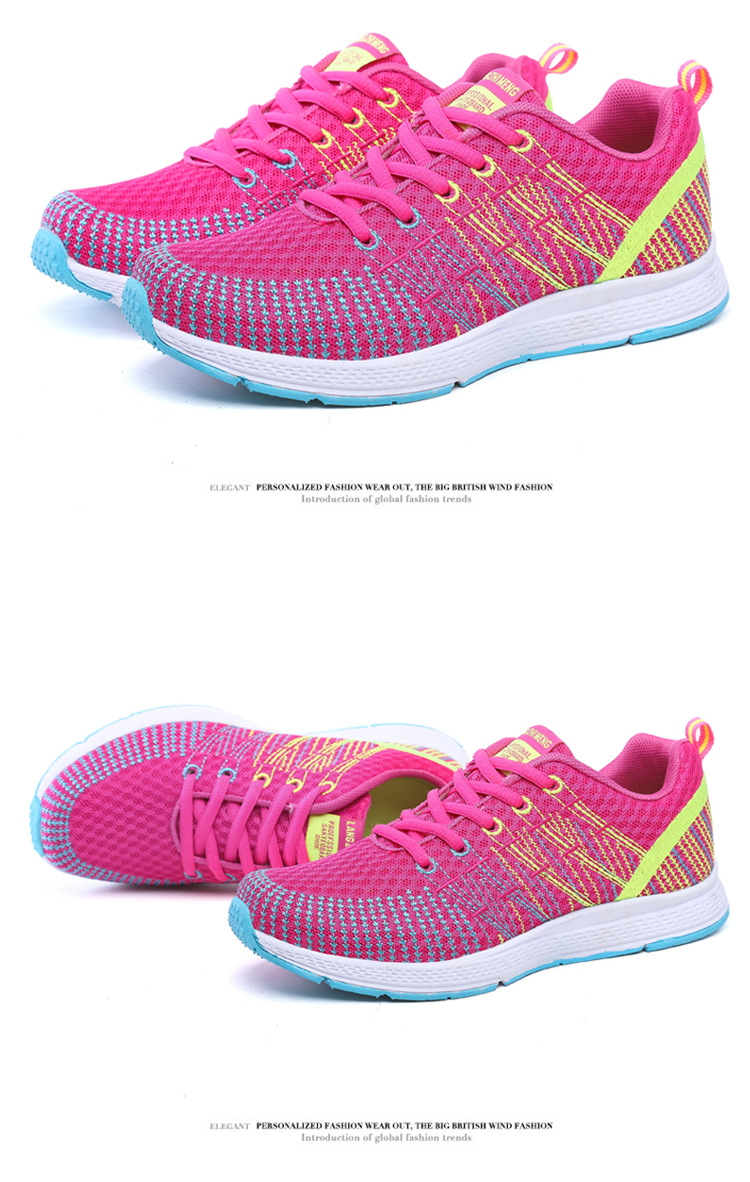 ELEGANT PERSONALIZED FASHION WEAR OUT, THE BIG BRITISH WIND FASHION
Introduction of global fashion trends
ELEGANT PERSONALIZED FASHION WEAR OUT, THE BIG BRITISH WIND FASHION
Introduction of global fashion trends